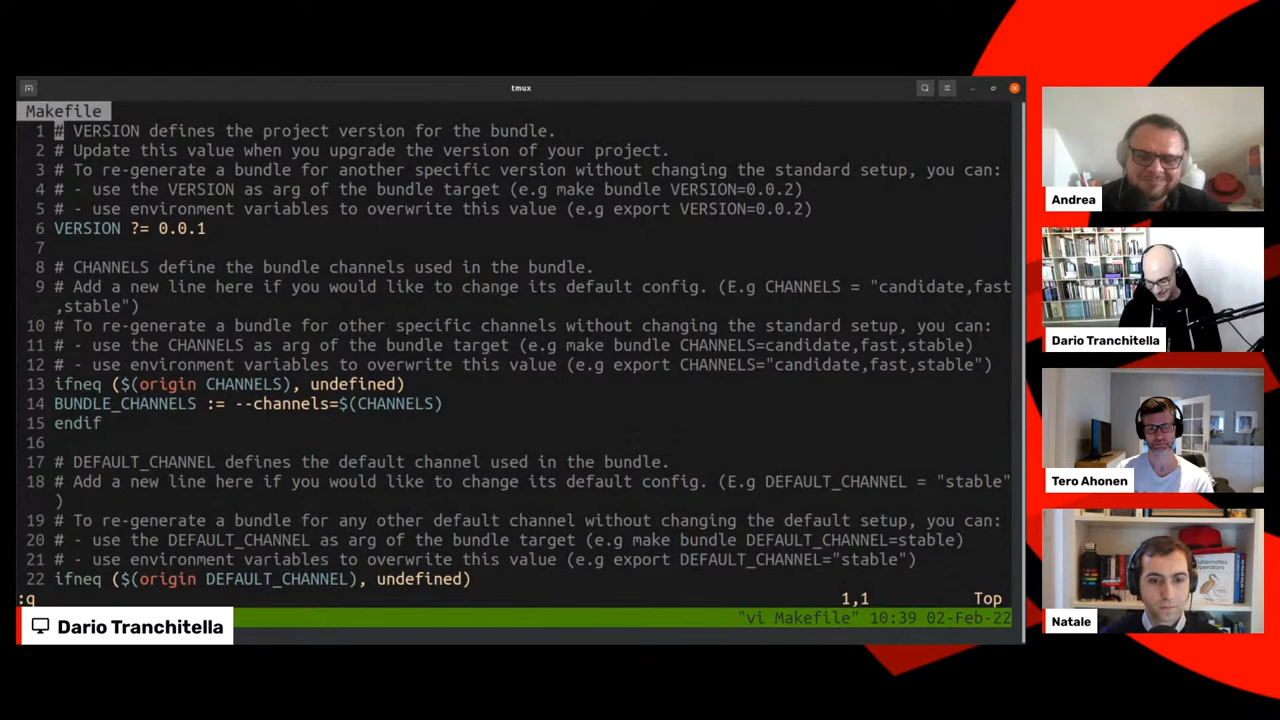 tmux
Makefile
1 # VERSION defines the project version for the bundle.
2 # Update this value when you upgrade the version of your project.
3 # To re-generate a bundle for another specific version without changing the standard setup, you can:
4 # - use the VERSION as arg of the bundle target (e.g make bundle VERSION=0.0.2)
5 # - use environment variables to overwrite this value (e.g export VERSION=0.0.2)
6 VERSION ?= 0.0.1
7
8 # CHANNELS define the bundle channels used in the bundle.
9 # Add a new line here if you would like to change its default config. (E.g CHANNELS = "candidate,fast
,stable")
10 # To re-generate a bundle for other specific channels without changing the standard setup, you can:
11 # - use the CHANNELS as arg of the bundle target (e.g make bundle CHANNELS=candidate,fast,stable)
12 # - use environment variables to overwrite this value (e.g export CHANNELS="candidate,fast,stable")
13 ifneq ($(origin CHANNELS), undefined)
14 BUNDLE_CHANNELS := --channels=$(CHANNELS)
15 endif
16
17 # DEFAULT_CHANNEL defines the default channel used in the bundle.
18 # Add a new line here if you would like to change its default config. (E.g DEFAULT_CHANNEL = "stable"
)
19 # To re-generate a bundle for any other default channel without changing the default setup, you can:
20 # - use the DEFAULT_CHANNEL as arg of the bundle target (e.g make bundle DEFAULT_CHANNEL=stable)
21 # - use environment variables to overwrite this value (e.g export DEFAULT_CHANNEL="stable")
22 ifneq ($(origin DEFAULT_CHANNEL), undefined)
:q 1,1 Top
"vi Makefile" 10:39 02-Feb-22
Dario Tranchitella
Andrea
Dario Tranchitella
Tero Ahonen
Kubernetes
Operators
Natale